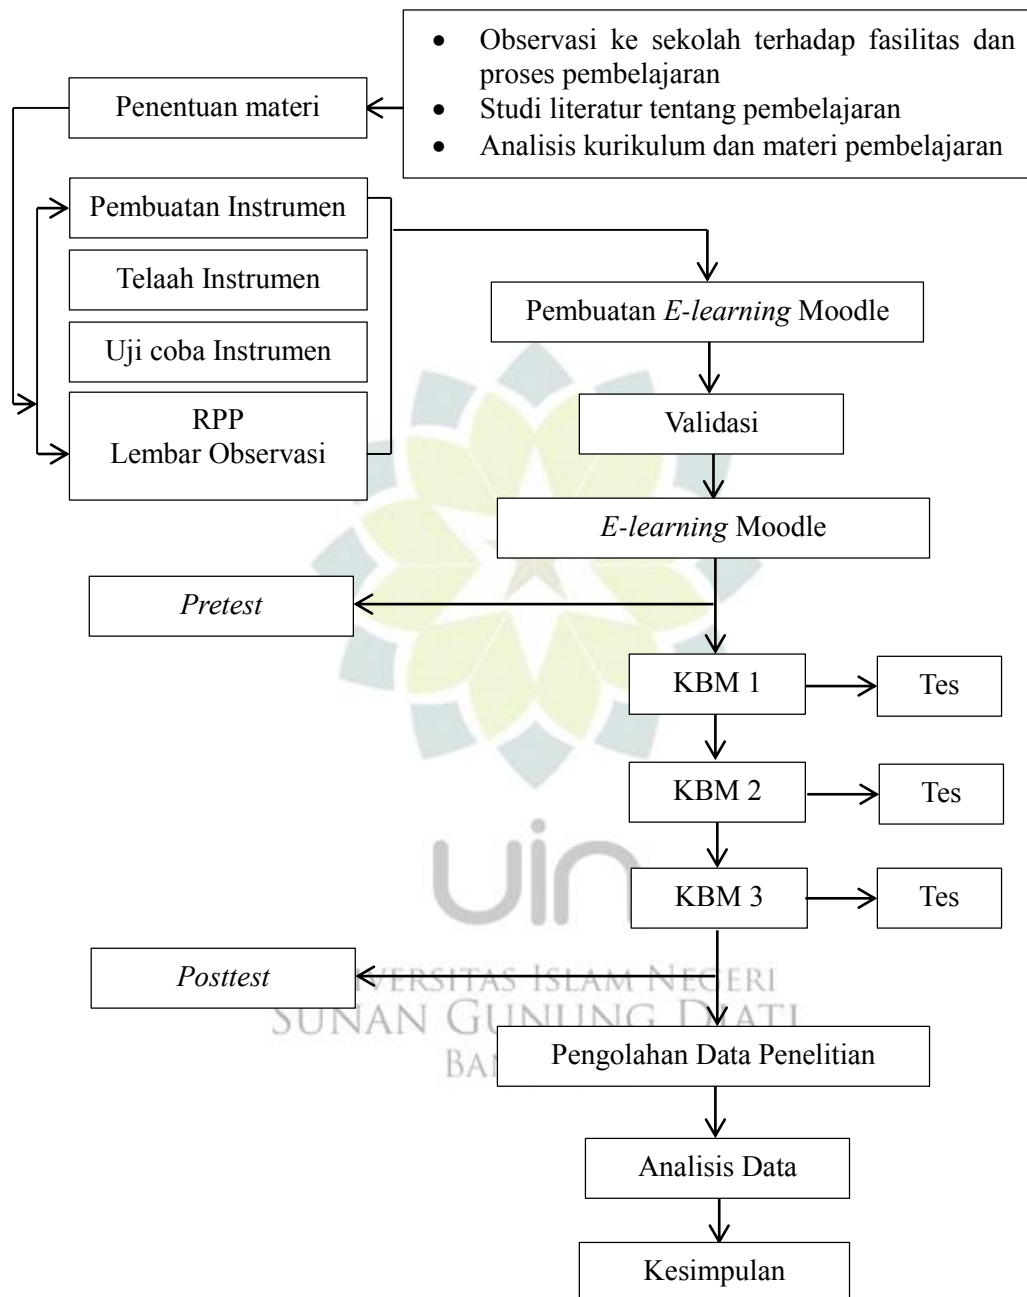 • Observasi ke sekolah terhadap fasilitas dan
proses pembelajaran
• Studi literatur tentang pembelajaran
• Analisis kurikulum dan materi pembelajaran
Penentuan materi
Pembuatan Instrumen
Telaah Instrumen
Uji coba Instrumen
RPP
Lembar Observasi
Pembuatan E-learning Moodle
Validasi
E-learning Moodle
Pretest
KBM 1
Tes
KBM 2
Tes
KBM 3
Tes
Posttest
uin
ISLAM NEGERI
SUNAN GUNUNG DJATI
Pengolahan Data Penelitian
Analisis Data
Kesimpulan